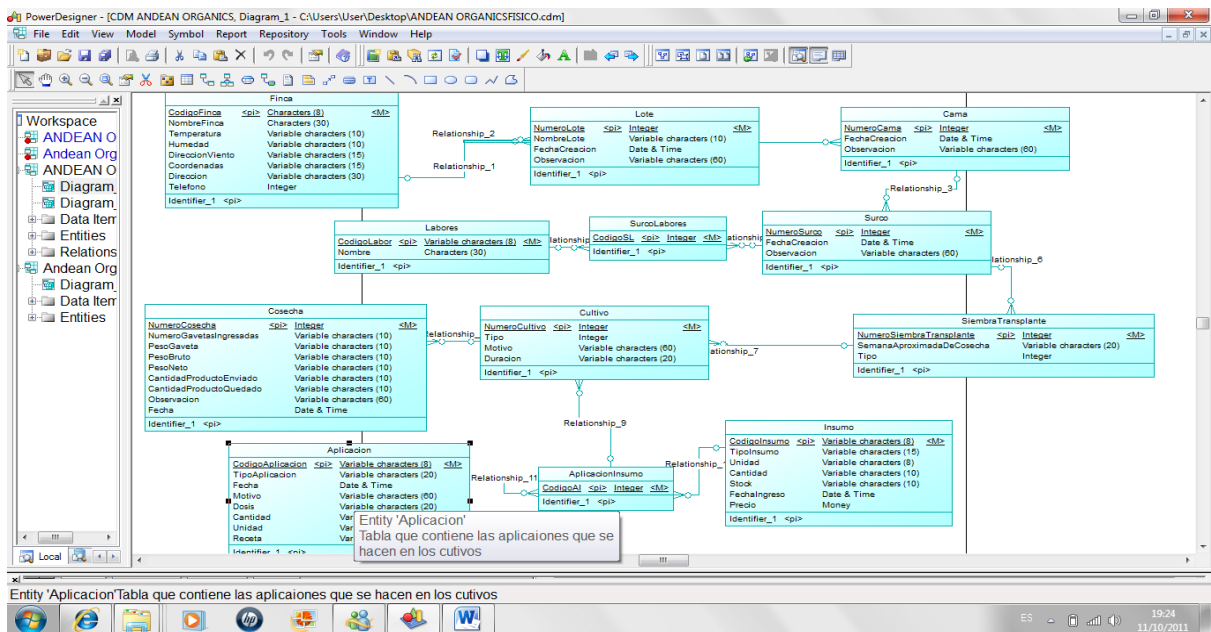 PowerDesigner - [CDM ANDEAN ORGANICS, Diagram_1 - C:\Users\User\Desktop\ANDEAN ORGANICSFISICO.cdm]
File Edit View Model Symbol Report Repository Tools Window Help
Workspace
ANDEAN O
Andean Org
ANDEAN O
Diagram_
Diagram_
Data Item
Entities
Relations
Andean Org
Diagram_
Data Item
Entities
Local
Finca
CodigoFinca <pi> Characters (8) <M>
NombreFinca Characters (30)
Temperatura Variable characters (10)
Humedad Variable characters (10)
DireccionViento Variable characters (15)
Coordenadas Variable characters (15)
Direccion Variable characters (30)
Telefono Integer
Identifier_1 <pi>
Relationship_2
Relationship_1
Lote
NumeroLote <pi> Integer <M>
NombreLote Variable characters (10)
FechaCreacion Date & Time
Observacion Variable characters (60)
Identifier_1 <pi>
Cama
NumeroCama <pi> Integer <M>
FechaCreacion Date & Time
Observacion Variable characters (60)
Identifier_1 <pi>
Relationship_3
Labores
CodigoLabor <pi> Variable characters (8) <M>
Nombre Characters (30)
Identifier_1 <pi>
lationship
SurcoLabores
CodigoSL <pi> Integer <M>
Identifier_1 <pi>
ationship
Surco
NumeroSurco <pi> Integer <M>
FechaCreacion Date & Time
Observacion Variable characters (60)
Identifier_1 <pi>
lationship_6
Cosecha
NumeroCosecha <pi> Integer <M>
NumeroGavetasIngresadas Variable characters (10)
PesoGaveta Variable characters (10)
PesoBruto Variable characters (10)
PesoNeto Variable characters (10)
CantidadProductoEnviado Variable characters (10)
CantidadProductoQuedado Variable characters (10)
Observacion Variable characters (60)
Fecha Date & Time
Identifier_1 <pi>
elationship_
Cultivo
NumeroCultivo <pi> Integer <M>
Tipo Integer
Motivo Variable characters (60)
Duracion Variable characters (20)
Identifier_1 <pi>
ationship_7
SiembraTransplante
NumeroSiembraTransplante <pi> Integer <M>
SemanaAproximadaDeCosecha Variable characters (20)
Tipo Integer
Identifier_1 <pi>
Relationship_9
Aplicacion
CodigoAplicacion <pi> Variable characters (8) <M>
TipoAplicacion Variable characters (20)
Fecha Date & Time
Motivo Variable characters (60)
Dosis Variable characters (20)
Cantidad Var
Unidad Var
Receta Var
Identifier_1 <pi>
Relationship_11
AplicacionInsumo
CodigoAI <pi> Integer <M>
Identifier_1 <pi>
Relationship_1
Insumo
CodigoInsumo <pi> Variable characters (8) <M>
TipoInsumo Variable characters (15)
Unidad Variable characters (8)
Cantidad Variable characters (10)
Stock Variable characters (10)
FechaIngreso Date & Time
Precio Money
Identifier_1 <pi>
Entity 'Aplicacion'
Tabla que contiene las aplicaiones que se
hacen en los cutivos
Entity 'Aplicacion'Tabla que contiene las aplicaiones que se hacen en los cutivos
ES
19:24
11/10/2011